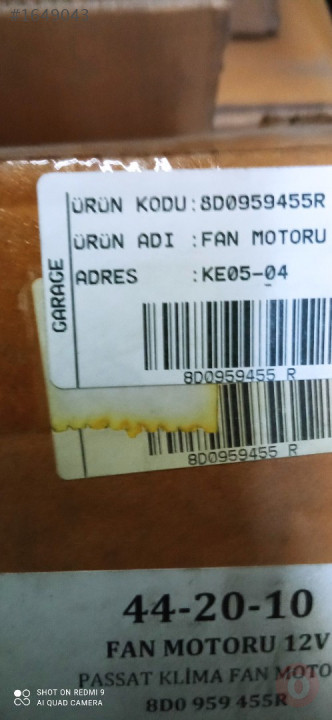 #1649043
ÜRÜN KODU:8D0959455R
ÜRÜN ADI :FAN MOTORU
ADRES :KE05-04
GARAGE
8D0959455 R
8D0959455 R
44-20-10
FAN MOTORU 12V
PASSAT KLİMA FAN MOTO
8D0 959 455R
SHOT ON REDMI 9
AI QUAD CAMERA